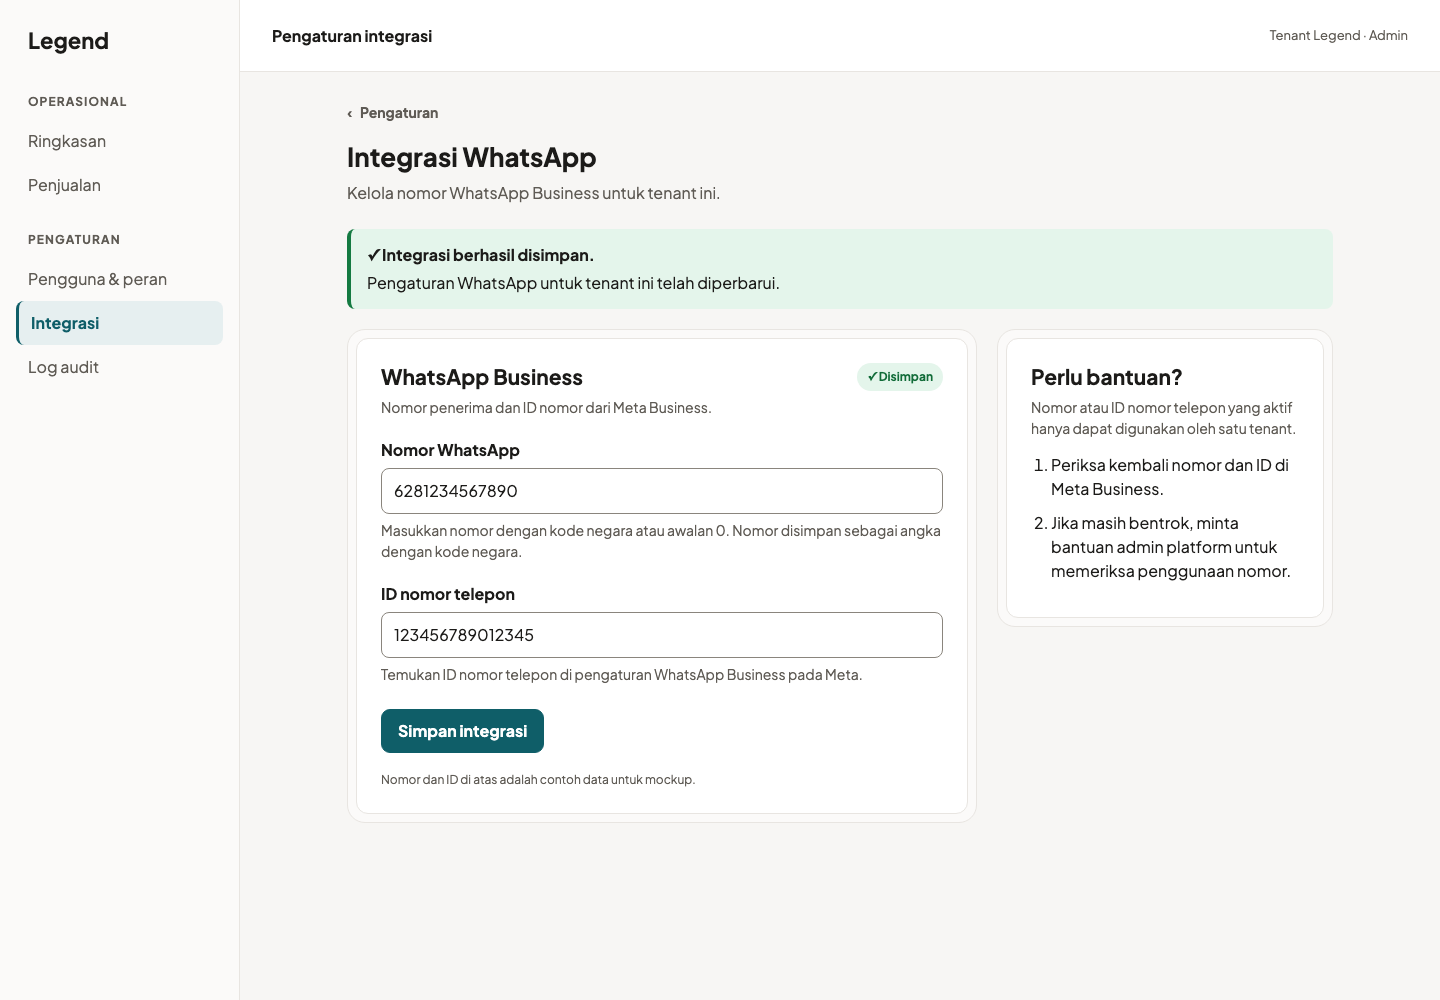 Legend
OPERASIONAL
Ringkasan
Penjualan
PENGATURAN
Pengguna & peran
Integrasi
Log audit
Pengaturan integrasi
Tenant Legend · Admin
‹ Pengaturan
Integrasi WhatsApp
Kelola nomor WhatsApp Business untuk tenant ini.
✓Integrasi berhasil disimpan.
Pengaturan WhatsApp untuk tenant ini telah diperbarui.
WhatsApp Business
✓Disimpan
Nomor penerima dan ID nomor dari Meta Business.
Nomor WhatsApp
6281234567890
Masukkan nomor dengan kode negara atau awalan 0. Nomor disimpan sebagai angka
dengan kode negara.
ID nomor telepon
123456789012345
Temukan ID nomor telepon di pengaturan WhatsApp Business pada Meta.
Simpan integrasi
Nomor dan ID di atas adalah contoh data untuk mockup.
Perlu bantuan?
Nomor atau ID nomor telepon yang aktif
hanya dapat digunakan oleh satu tenant.
1. Periksa kembali nomor dan ID di
Meta Business.
2. Jika masih bentrok, minta
bantuan admin platform untuk
memeriksa penggunaan nomor.